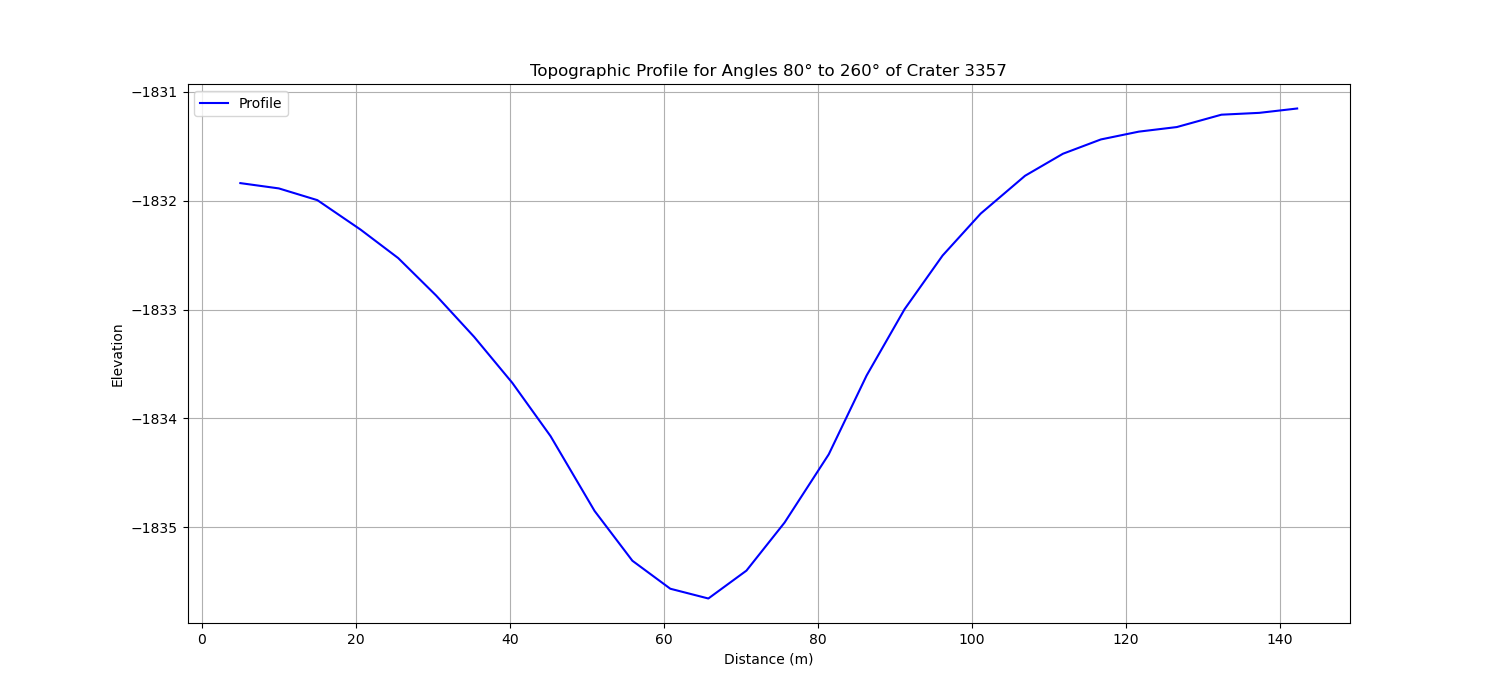 Topographic Profile for Angles 80° to 260° of Crater 3357
Profile
−1831
−1832
−1833
−1834
−1835
Elevation
0 20 40 60 80 100 120 140
Distance (m)